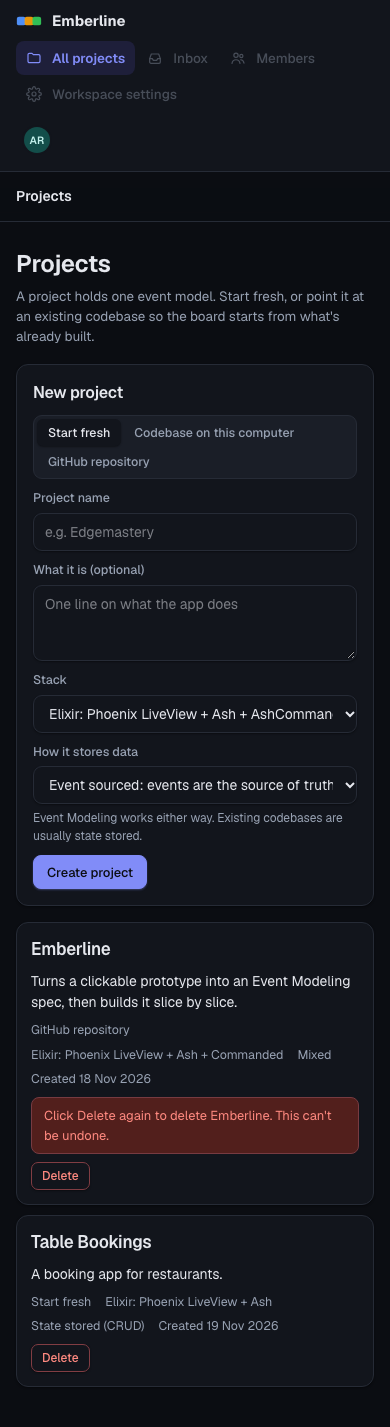 Emberline
All projects
Inbox
Members
Workspace settings
AR
Projects
Projects
A project holds one event model. Start fresh, or point it at
an existing codebase so the board starts from what's
already built.
New project
Start fresh
Codebase on this computer
GitHub repository
Project name
e.g. Edgemastery
What it is (optional)
One line on what the app does
Stack
Elixir: Phoenix LiveView + Ash + AshComman
How it stores data
Event sourced: events are the source of truth
Event Modeling works either way. Existing codebases are
usually state stored.
Create project
Emberline
Turns a clickable prototype into an Event Modeling
spec, then builds it slice by slice.
GitHub repository
Elixir: Phoenix LiveView + Ash + Commanded Mixed
Created 18 Nov 2026
Click Delete again to delete Emberline. This can't
be undone.
Delete
Table Bookings
A booking app for restaurants.
Start fresh Elixir: Phoenix LiveView + Ash
State stored (CRUD) Created 19 Nov 2026
Delete